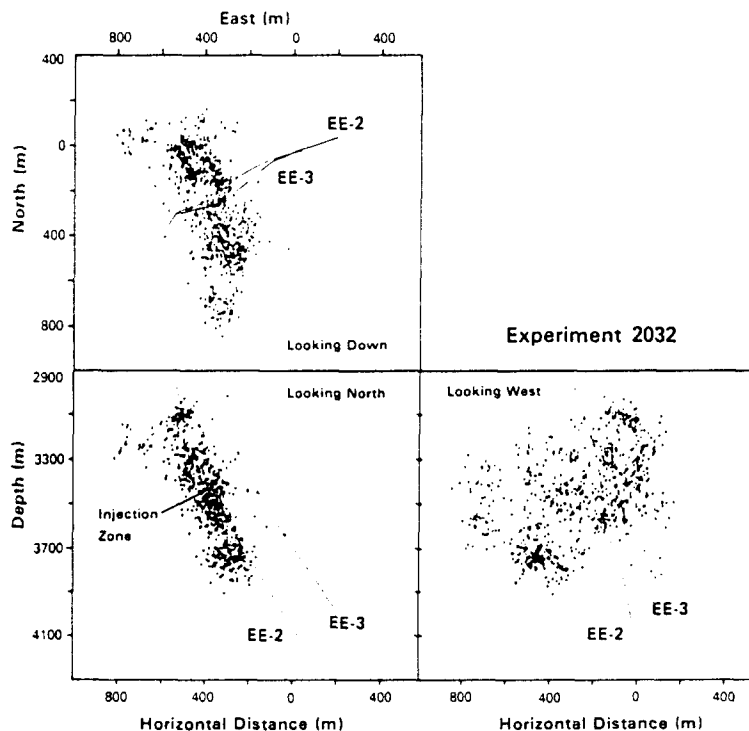 East (m)
800 400 0 400
400
0
400
800
North (m)
EE-2
EE-3
Looking Down
Experiment 2032
2900
3300
3700
4100
Depth (m)
Looking North
Injection
Zone
EE-2
EE-3
Looking West
EE-3
EE-2
800 400 0 400
800 400 0 400
Horizontal Distance (m)
Horizontal Distance (m)